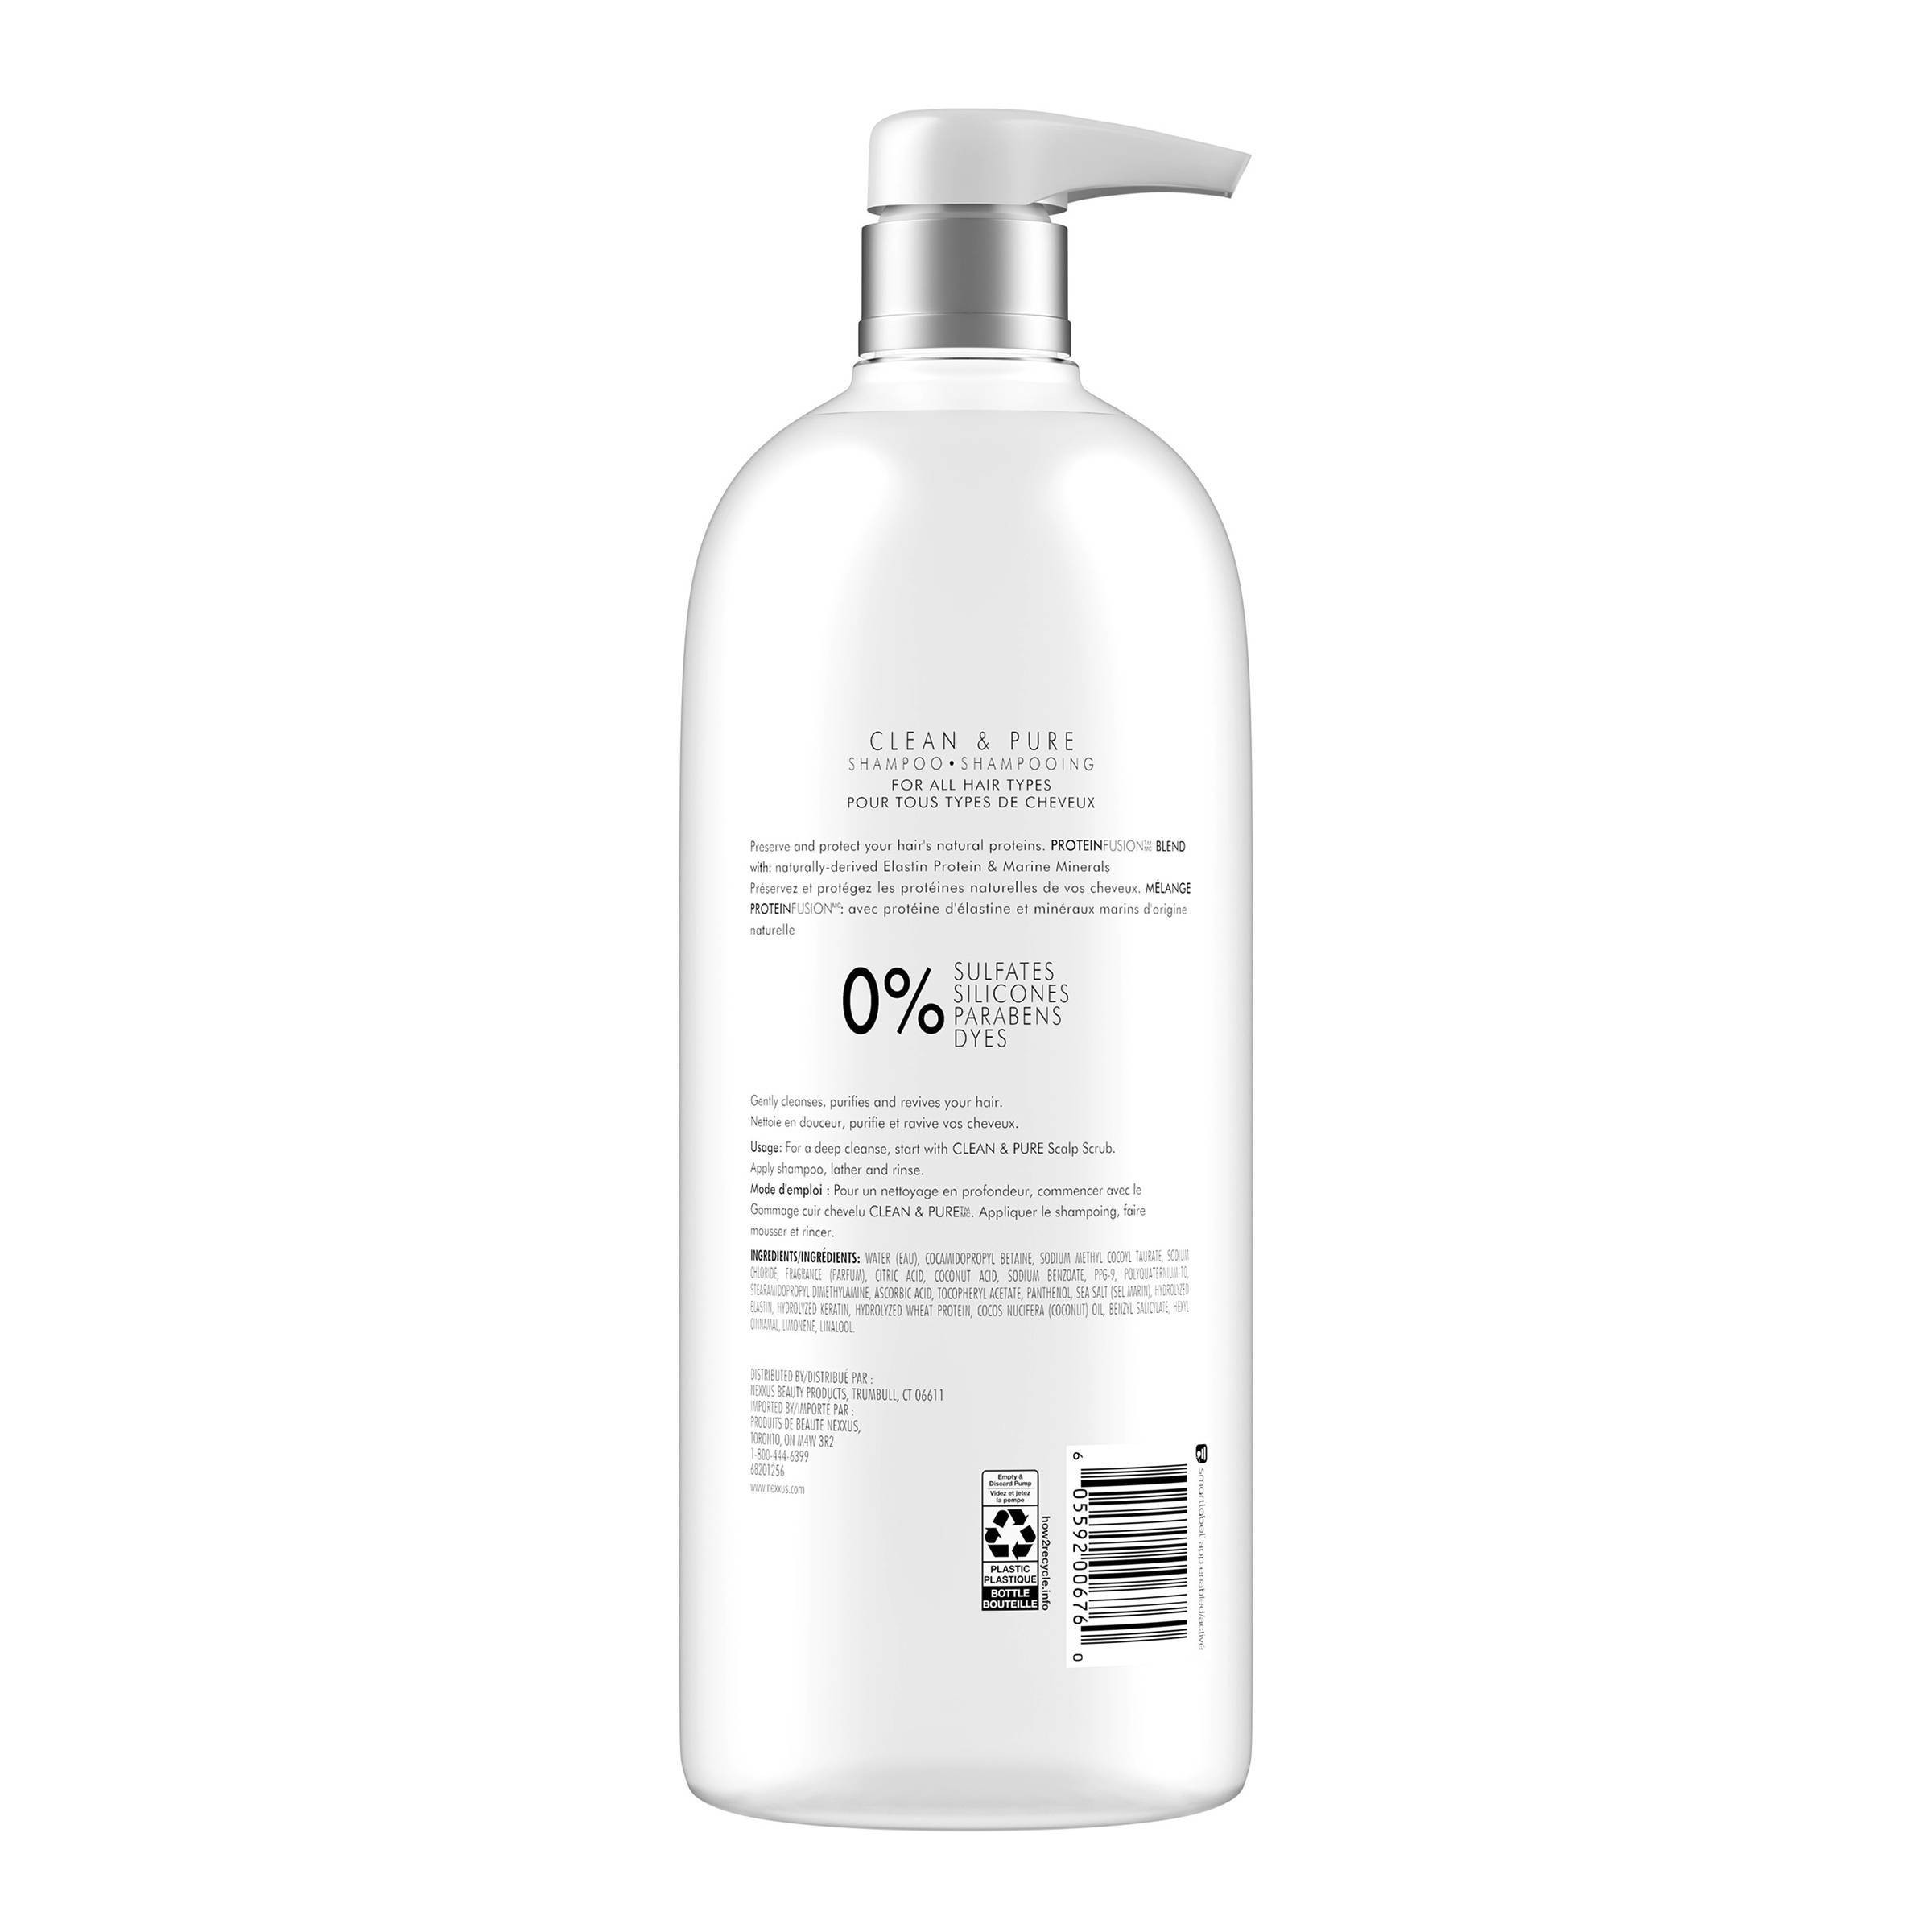 CLEAN & PURE
SHAMPOO • SHAMPOOING
FOR ALL HAIR TYPES
POUR TOUS TYPES DE CHEVEUX
Preserve and protect your hair's natural proteins. PROTEINFUSION™ MC BLEND
with: naturally-derived Elastin Protein & Marine Minerals
Préservez et protégez les protéines naturelles de vos cheveux. MÉLANGE
PROTEINFUSION MC: avec protéine d'élastine et minéraux marins d'origine
naturelle
0% SULFATES
SILICONES
PARABENS
DYES
Gently cleanses, purifies and revives your hair.
Nettoie en douceur, purifie et ravive vos cheveux.
Usage: For a deep cleanse, start with CLEAN & PURE Scalp Scrub.
Apply shampoo, lather and rinse.
Mode d'emploi : Pour un nettoyage en profondeur, commencer avec le
Gommage cuir chevelu CLEAN & PURE™ MC. Appliquer le shampoing, faire
mousser et rincer.
INGREDIENTS/INGRÉDIENTS: WATER (EAU), COCAMIDOPROPYL BETAINE, SODIUM METHYL COCOYL TAURATE, SODIUM
CHLORIDE, FRAGRANCE (PARFUM), CITRIC ACID, COCONUT ACID, SODIUM BENZOATE, PPG-9, POLYQUATERNIUM-10,
STEARAMIDOPROPYL DIMETHYLAMINE, ASCORBIC ACID, TOCOPHERYL ACETATE, PANTHENOL, SEA SALT (SEL MARIN), HYDROLYZED
ELASTIN, HYDROLYZED KERATIN, HYDROLYZED WHEAT PROTEIN, COCOS NUCIFERA (COCONUT) OIL, BENZYL SALICYLATE, HEXYL
CINNAMAL, LIMONENE, LINALOOL.
DISTRIBUTED BY/DISTRIBUÉ PAR :
NEXXUS BEAUTY PRODUCTS, TRUMBULL, CT 06611
IMPORTED BY/IMPORTÉ PAR :
PRODUITS DE BEAUTE NEXXUS,
TORONTO, ON M4W 3R2
1-800-444-6399
68201256
www.nexxus.com
Empty &
Discard Pump
Videz et jetez
la pompe
PLASTIC
PLASTIQUE
BOTTLE
BOUTEILLE
how2recycle.info
6 05592 00676 0
smartlabel™ app enabled/activé